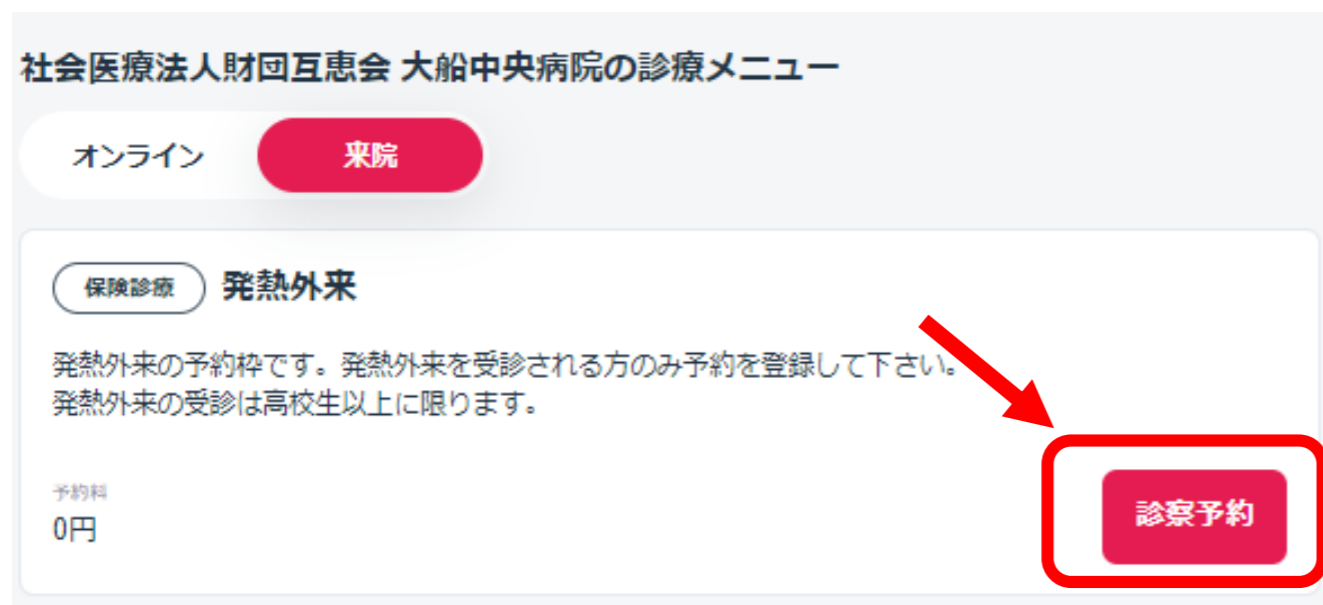 社会医療法人財団互恵会 大船中央病院の診療メニュー
オンライン 来院
保険診療 発熱外来
発熱外来の予約枠です。発熱外来を受診される方のみ予約を登録して下さい。
発熱外来の受診は高校生以上に限ります。
予約料
0円
診察予約